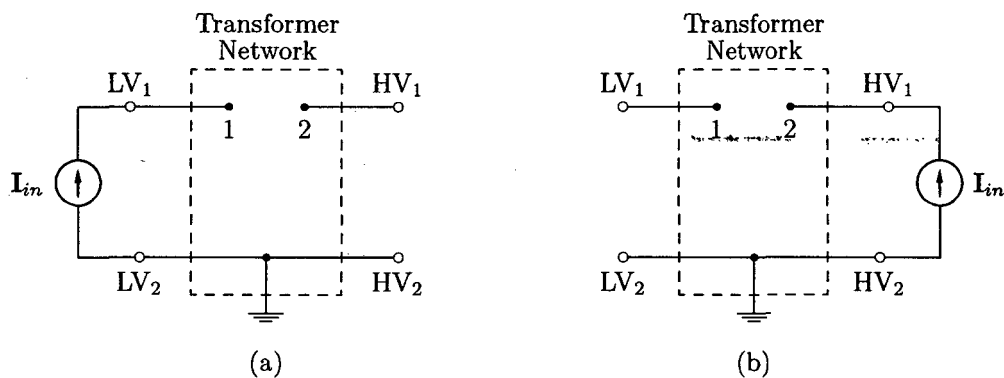 Transformer
Network
LV₁
HV₁
1
2
I_in
LV₂
HV₂
(a)
Transformer
Network
LV₁
HV₁
1
2
I_in
LV₂
HV₂
(b)